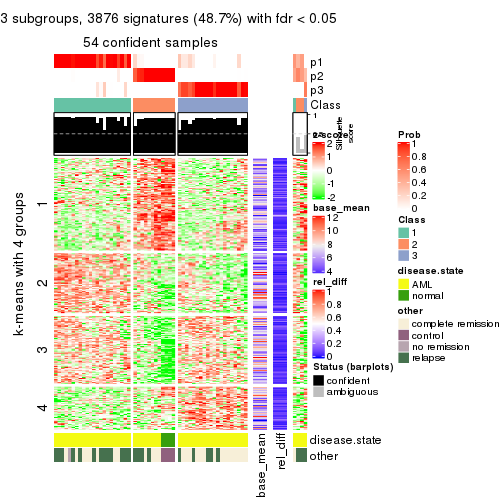 3 subgroups, 3876 signatures (48.7%) with fdr < 0.05
54 confident samples
p1
p2
p3
Class
1
Silhouette
score
k-means with 4 groups
1
2
3
4
disease.state
other
base_mean
rel_diff
z-score
2
1
0
-1
-2
base_mean
12
10
8
6
4
rel_diff
1
0.8
0.6
0.4
0.2
0
Status (barplots)
confident
ambiguous
Prob
1
0.8
0.6
0.4
0.2
0
Class
1
2
3
disease.state
AML
normal
other
complete remission
control
no remission
relapse